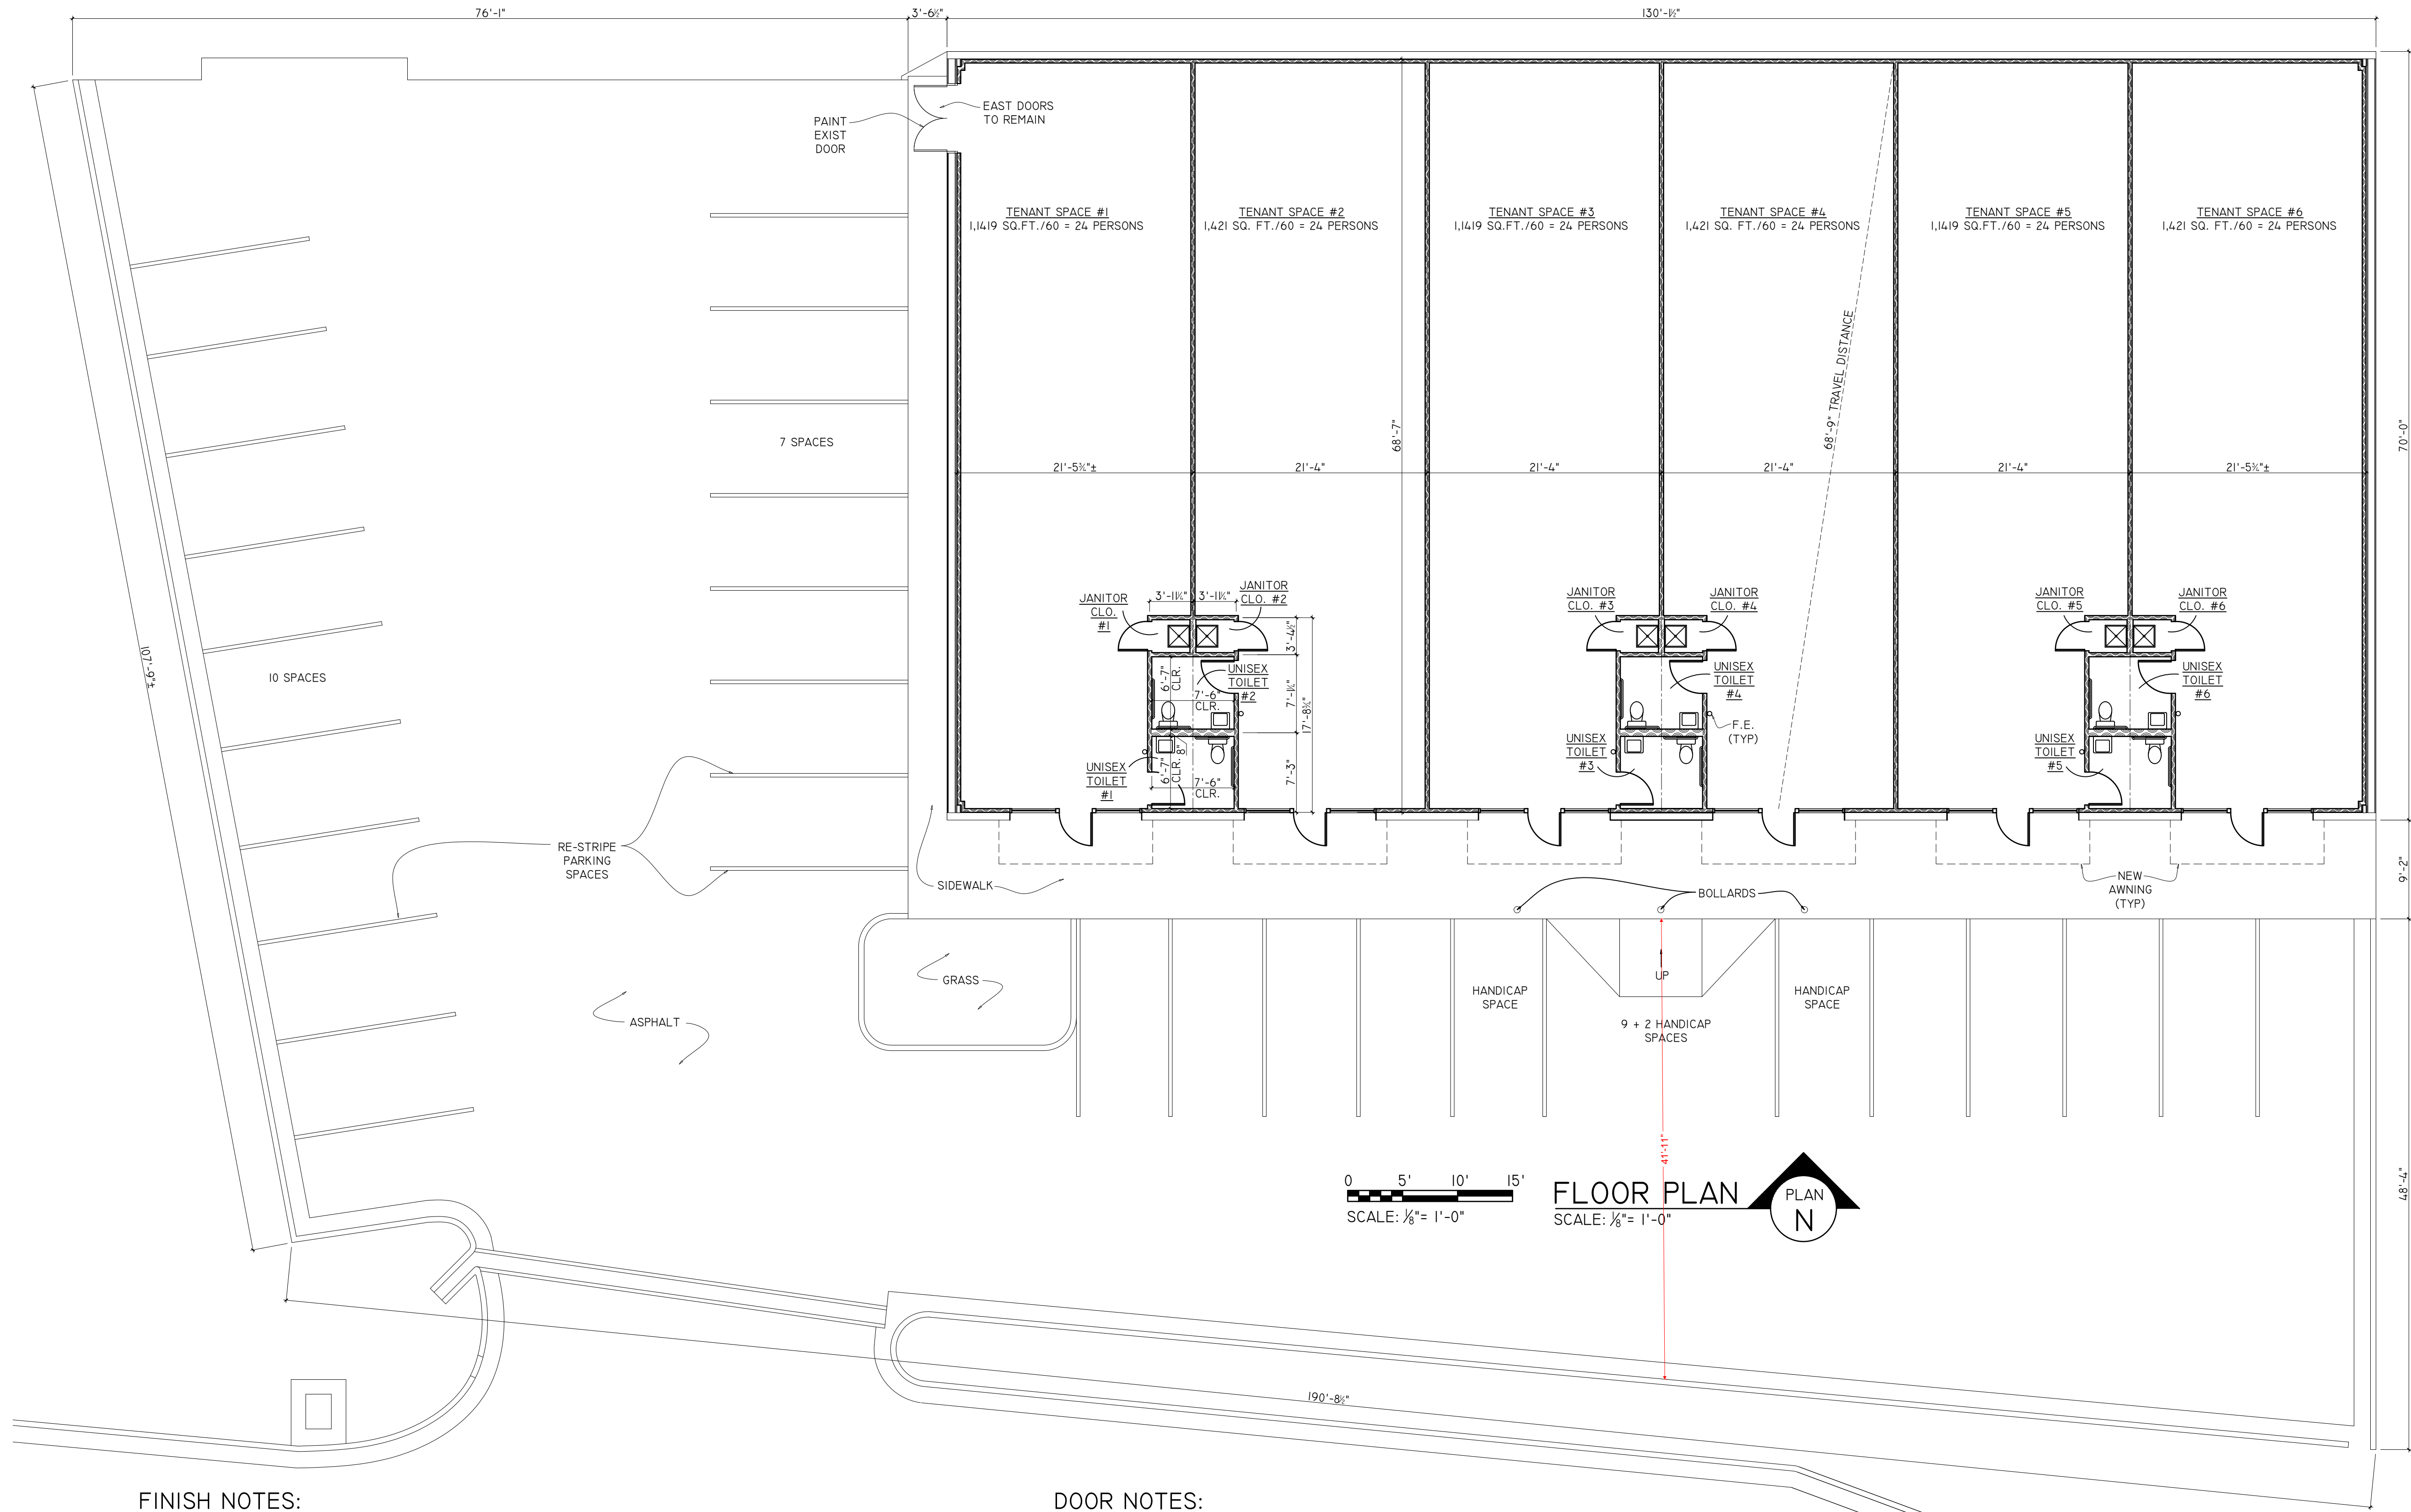 76'-1"
3'-6½"
130'-1½"
EAST DOORS
TO REMAIN
PAINT
EXIST
DOOR
TENANT SPACE #1
1,1419 SQ.FT./60 = 24 PERSONS
TENANT SPACE #2
1,421 SQ. FT./60 = 24 PERSONS
TENANT SPACE #3
1,1419 SQ.FT./60 = 24 PERSONS
TENANT SPACE #4
1,421 SQ. FT./60 = 24 PERSONS
TENANT SPACE #5
1,1419 SQ.FT./60 = 24 PERSONS
TENANT SPACE #6
1,421 SQ. FT./60 = 24 PERSONS
68'-9" TRAVEL DISTANCE
68'-7"
70'-0"
7 SPACES
21'-5¾"±
21'-4"
21'-4"
21'-4"
21'-4"
21'-5¾"±
107'-6"±
10 SPACES
JANITOR
CLO.
#1
3'-11¼"
3'-11¼"
JANITOR
CLO. #2
JANITOR
CLO. #3
JANITOR
CLO. #4
JANITOR
CLO. #5
JANITOR
CLO. #6
3'-4½"
7'-1¼"
17'-8¾"
7'-3"
6'-7"
CLR.
7'-6"
CLR.
UNISEX
TOILET
#2
UNISEX
TOILET
#4
UNISEX
TOILET
#6
F.E.
(TYP)
UNISEX
TOILET
#1
6'-7"
CLR.
8"
7'-6"
CLR.
UNISEX
TOILET
#3
UNISEX
TOILET
#5
RE-STRIPE
PARKING
SPACES
SIDEWALK
BOLLARDS
NEW
AWNING
(TYP)
9'-2"
GRASS
ASPHALT
UP
HANDICAP
SPACE
HANDICAP
SPACE
9 + 2 HANDICAP
SPACES
41'-11"
48'-4"
0 5' 10' 15'
SCALE: ⅛"= 1'-0"
FLOOR PLAN
SCALE: ⅛"= 1'-0"
PLAN
N
190'-8½"
FINISH NOTES:
DOOR NOTES: